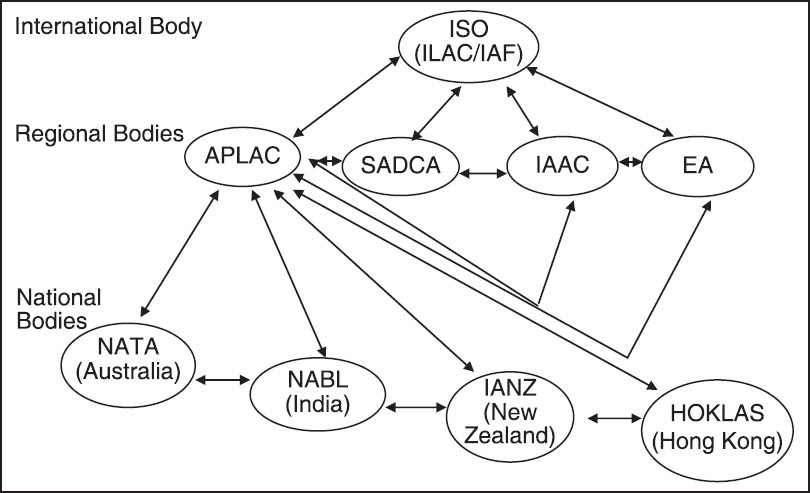 International Body
ISO
(ILAC/IAF)
Regional Bodies
APLAC
SADCA
IAAC
EA
National
Bodies
NATA
(Australia)
NABL
(India)
IANZ
(New
Zealand)
HOKLAS
(Hong Kong)